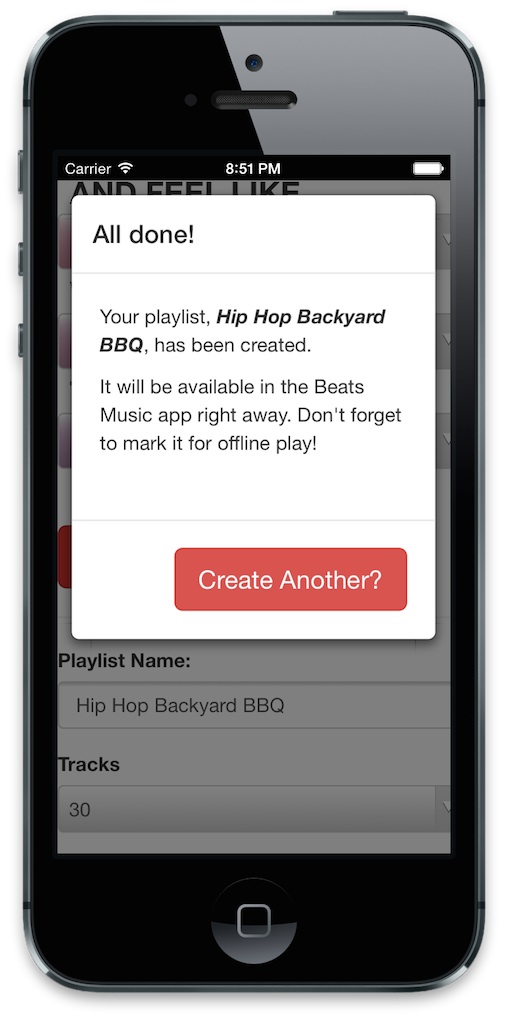 Carrier 8:51 PM
AND FEEL LIKE
All done!
Your playlist, Hip Hop Backyard
BBQ, has been created.
It will be available in the Beats
Music app right away. Don't forget
to mark it for offline play!
Create Another?
Playlist Name:
Hip Hop Backyard BBQ
Tracks
30